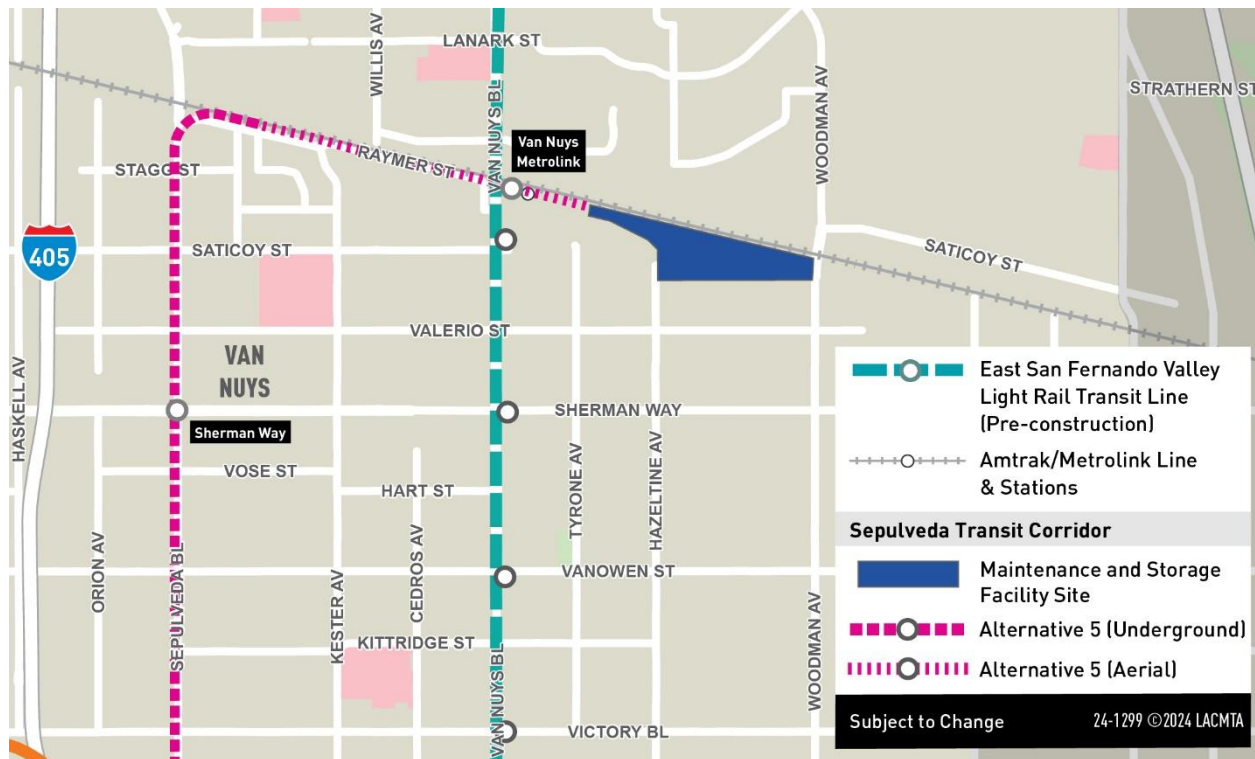 LANARK ST
WILLIS AV
VAN NUYS BL
WOODMAN AV
STRATHERN ST
Van Nuys
Metrolink
RAYMER ST
STAGG ST
405
SATICOY ST
SATICOY ST
VALERIO ST
VAN
NUYS
HASKELL AV
SHERMAN WAY
Sherman Way
VOSE ST
HART ST
TYRONE AV
HAZELTINE AV
ORION AV
SEPULVEDA BL
KESTER AV
CEDROS AV
VANOWEN ST
KITTRIDGE ST
VAN NUYS BL
WOODMAN AV
VICTORY BL
East San Fernando Valley
Light Rail Transit Line
(Pre-construction)
Amtrak/Metrolink Line
& Stations
Sepulveda Transit Corridor
Maintenance and Storage
Facility Site
Alternative 5 (Underground)
Alternative 5 (Aerial)
Subject to Change 24-1299 ©2024 LACMTA